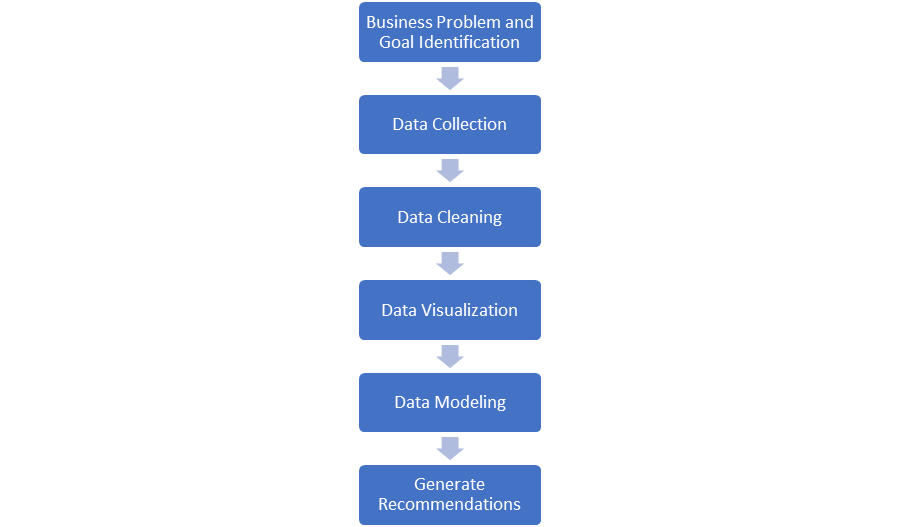 Business Problem and
Goal Identification
Data Collection
Data Cleaning
Data Visualization
Data Modeling
Generate
Recommendations